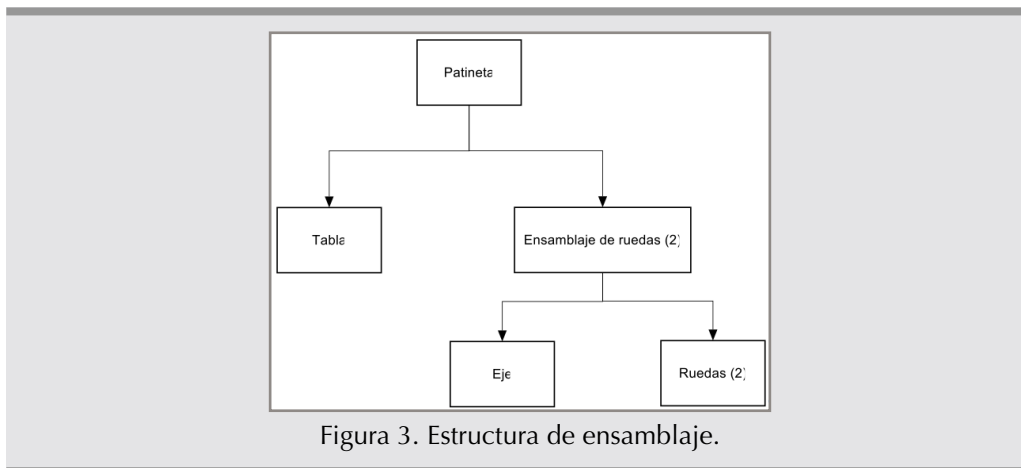 Patineta
Tabla
Ensamblaje de ruedas (2)
Eje
Ruedas (2)
Figura 3. Estructura de ensamblaje.